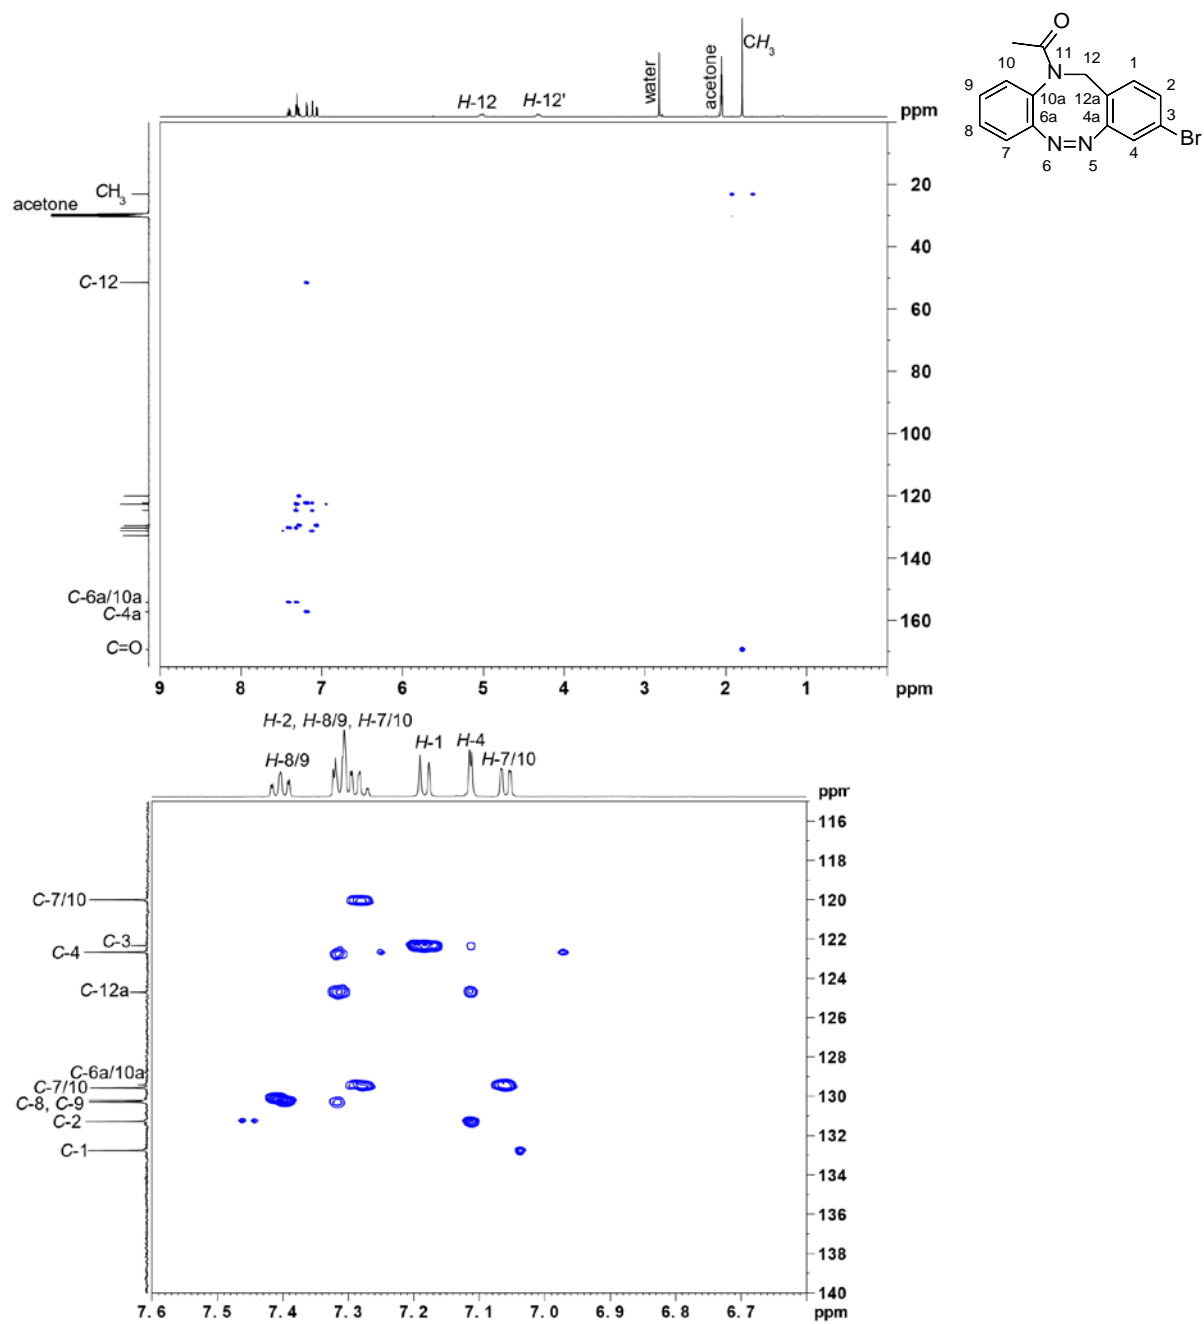 water
acetone
CH3
H-12
H-12'
ppm
CH3
acetone
C-12
C-6a/10a
C-4a
C=O
20
40
60
80
100
120
140
160
9 8 7 6 5 4 3 2 1 ppm
O
N
11
12
10
1
9
2
10a
12a
6a
4a
3
8
Br
7
N=N
4
6
5
H-2, H-8/9, H-7/10
H-8/9
H-1
H-4
H-7/10
ppm
C-7/10
C-3
C-4
C-12a
C-6a/10a
C-7/10
C-8, C-9
C-2
C-1
116
118
120
122
124
126
128
130
132
134
136
138
140
7.6 7.5 7.4 7.3 7.2 7.1 7.0 6.9 6.8 6.7 ppm